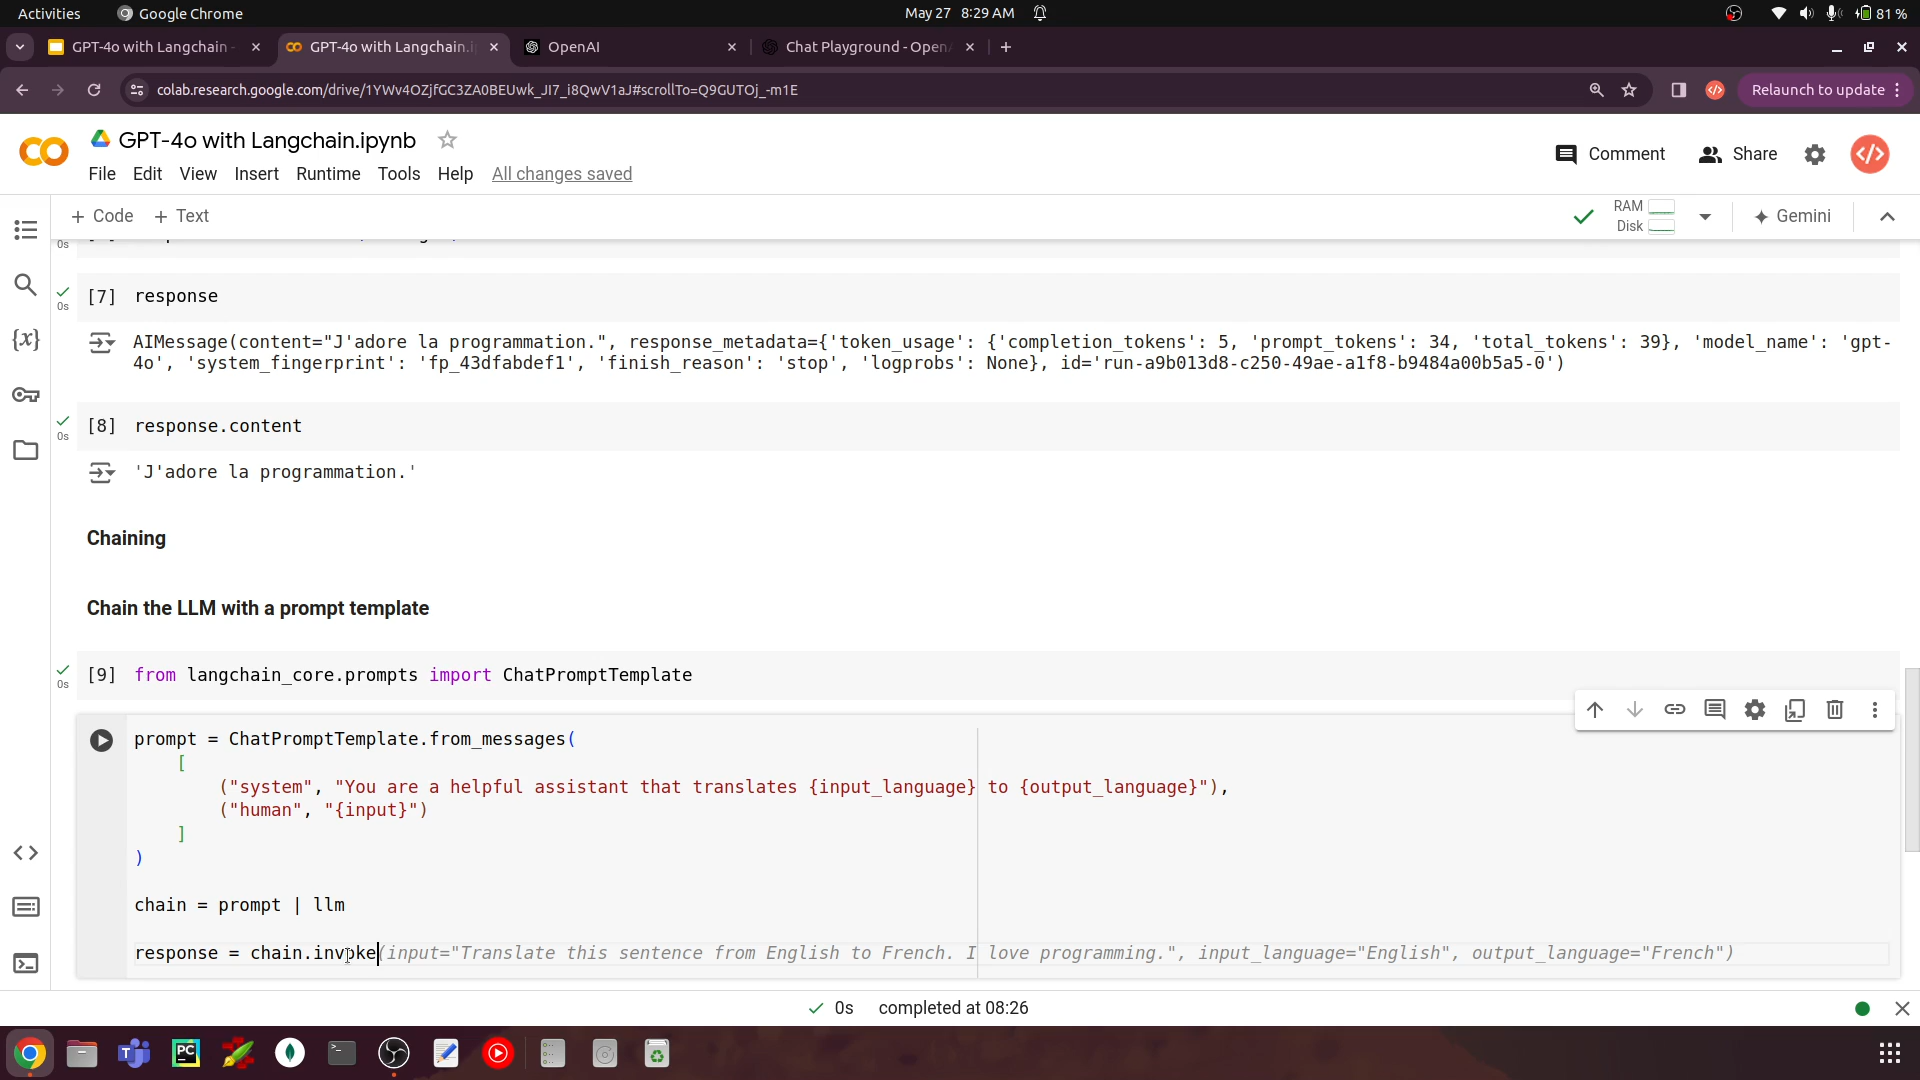 Activities Google Chrome May 27 8:29 AM 81 %
GPT-4o with Langchain - GPT-4o with Langchain.i OpenAI Chat Playground - Open
colab.research.google.com/drive/1YWv4OZjfGC3ZA0BEUwk_JI7_i8QwV1aJ#scrollTo=Q9GUTOj_-m1E Relaunch to update
GPT-4o with Langchain.ipynb
Comment Share
File Edit View Insert Runtime Tools Help All changes saved
+ Code + Text RAM Disk Gemini
0s
[7] response
0s
AIMessage(content="J'adore la programmation.", response_metadata={'token_usage': {'completion_tokens': 5, 'prompt_tokens': 34, 'total_tokens': 39}, 'model_name': 'gpt-
4o', 'system_fingerprint': 'fp_43dfabdef1', 'finish_reason': 'stop', 'logprobs': None}, id='run-a9b013d8-c250-49ae-a1f8-b9484a00b5a5-0')
[8] response.content
0s
'J'adore la programmation.'
Chaining
Chain the LLM with a prompt template
[9] from langchain_core.prompts import ChatPromptTemplate
0s
prompt = ChatPromptTemplate.from_messages(
[
("system", "You are a helpful assistant that translates {input_language} to {output_language}"),
("human", "{input}")
]
)
chain = prompt | llm
response = chain.invoke(input="Translate this sentence from English to French. I love programming.", input_language="English", output_language="French")
0s completed at 08:26